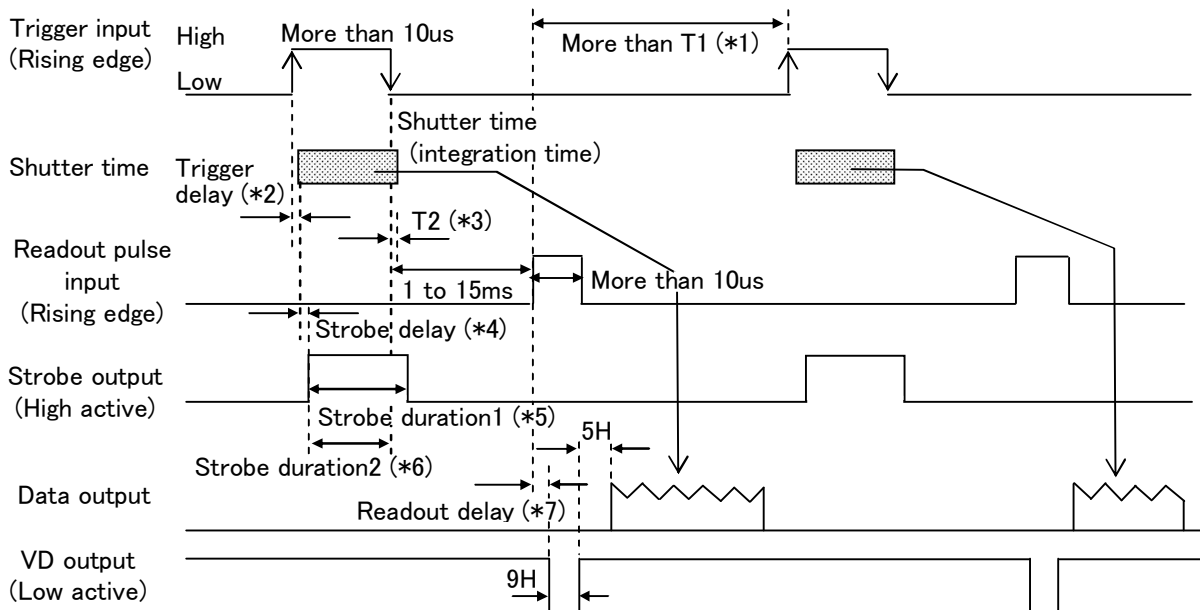 Trigger input
(Rising edge)
High
Low
More than 10us
More than T1 (*1)
Shutter time
(integration time)
Shutter time
Trigger
delay (*2)
T2 (*3)
Readout pulse
input
(Rising edge)
1 to 15ms
More than 10us
Strobe delay (*4)
Strobe output
(High active)
Strobe duration1 (*5)
Strobe duration2 (*6)
5H
Data output
Readout delay (*7)
VD output
(Low active)
9H